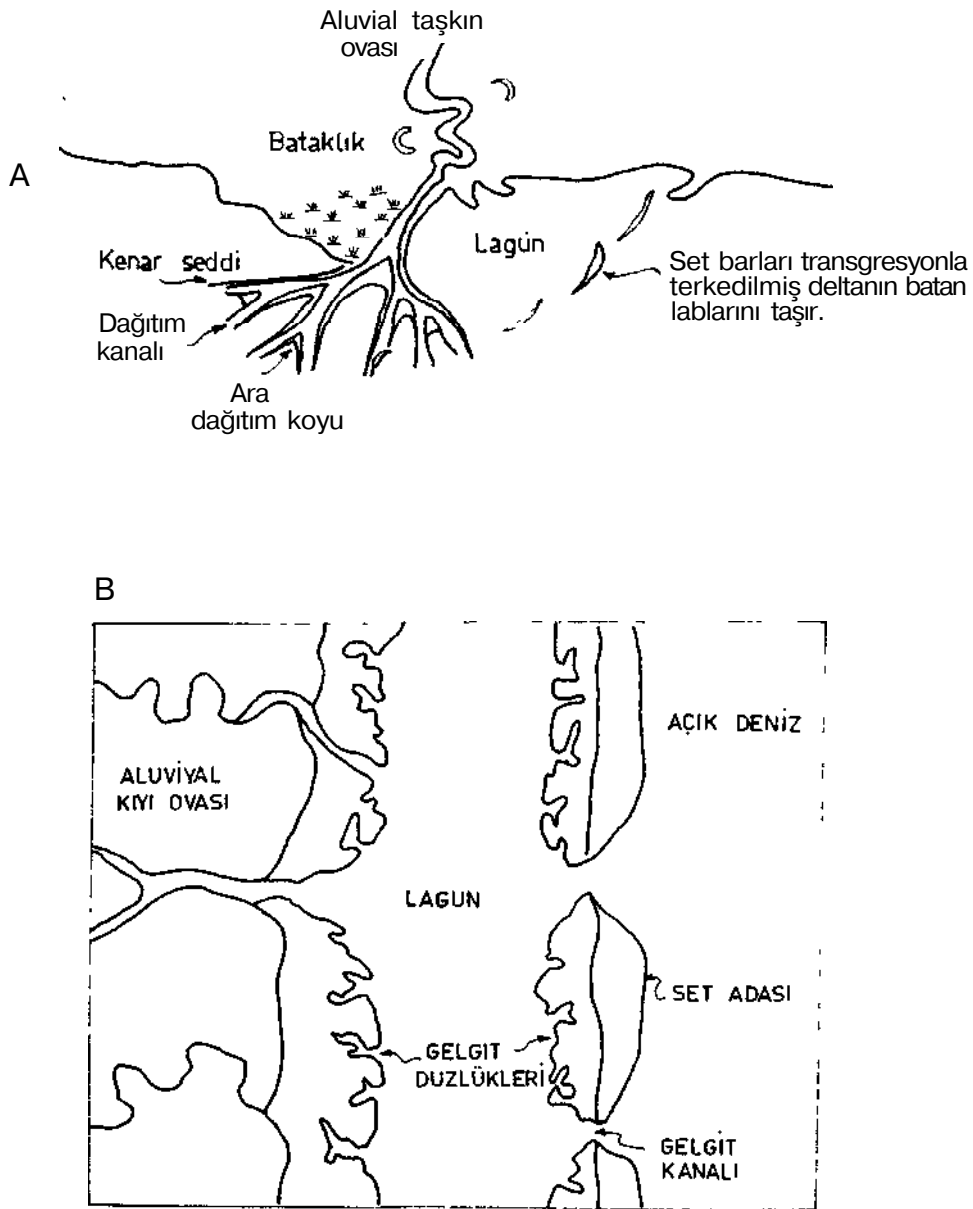 Aluvial taşkın
ovası
Bataklık
A
Lagün
Kenar seddi
Set barları transgresyonla
terkedilmiş deltanın batan
lablarını taşır.
Dağıtım
kanalı
Ara
dağıtım koyu
B
AÇIK DENİZ
ALUVİYAL
KIYI OVASI
LAGUN
SET ADASI
GELGİT
DUZLÜKLERİ
GELGİT
KANALI